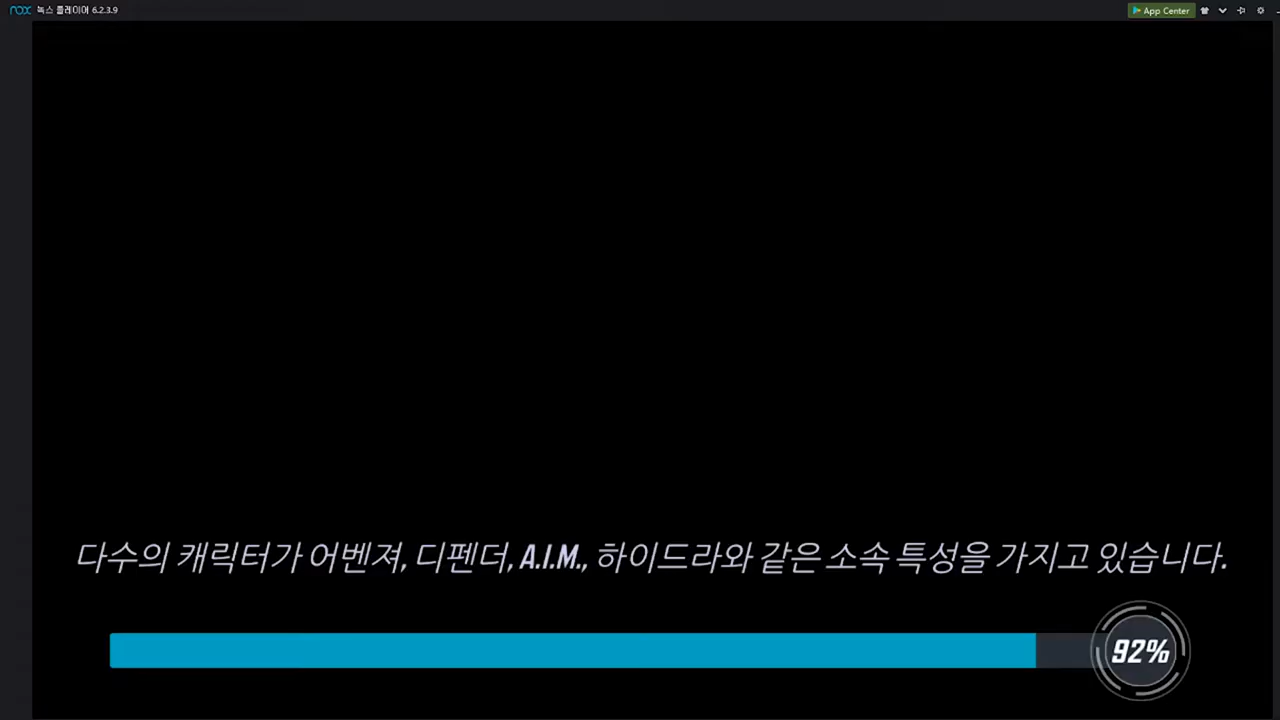 nox 녹스 플레이어 6.2.3.9
App Center
다수의 캐릭터가 어벤져, 디펜더, A.I.M., 하이드라와 같은 소속 특성을 가지고 있습니다.
92%